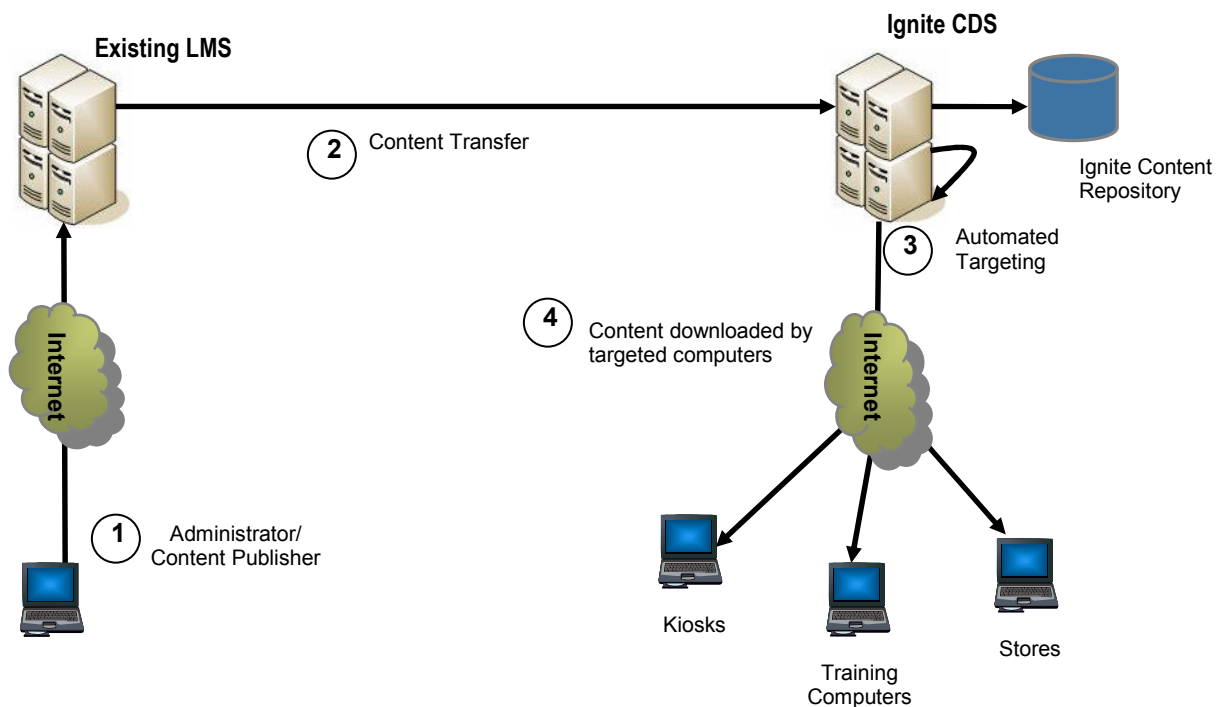 Existing LMS
Ignite CDS
2 Content Transfer
Ignite Content
Repository
3 Automated
Targeting
4 Content downloaded by
targeted computers
Internet
Internet
1 Administrator/
Content Publisher
Kiosks
Training
Computers
Stores